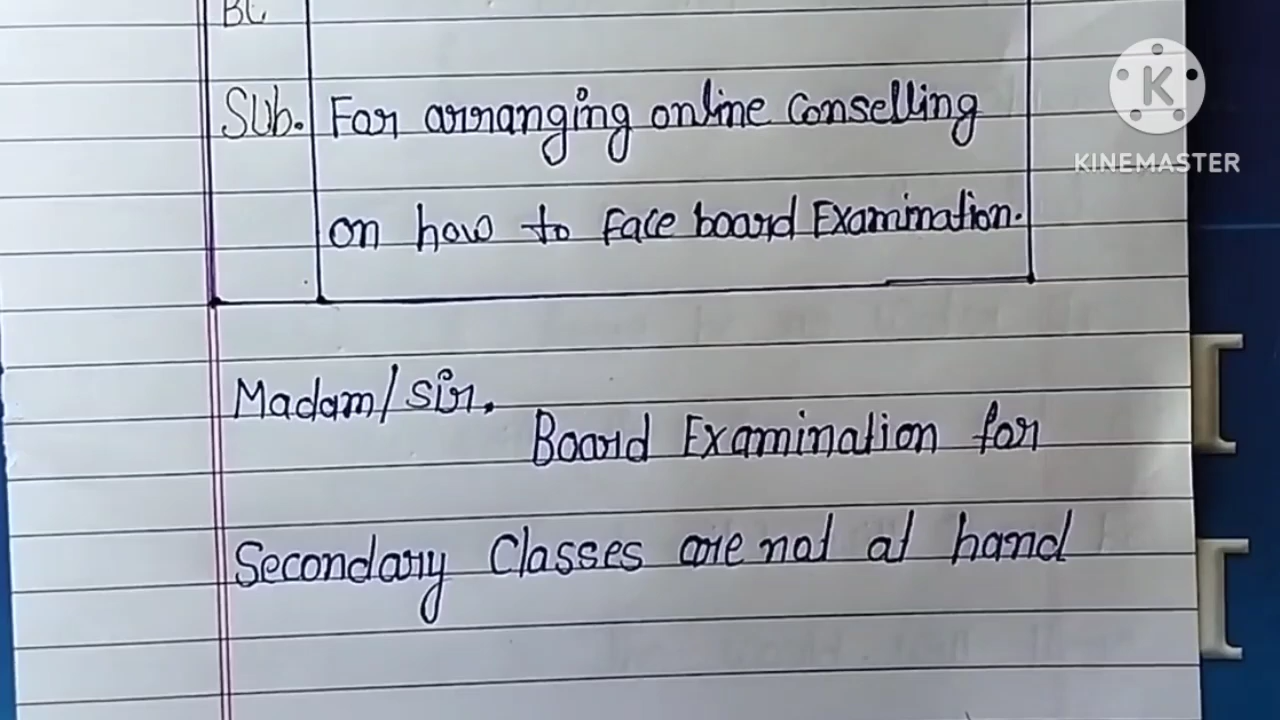 Sub. For arranging online Conselling
on how to Face board Examination.
Madam/Sir.
Board Examination for
Secondary Classes are not at hand
K
KINEMASTER